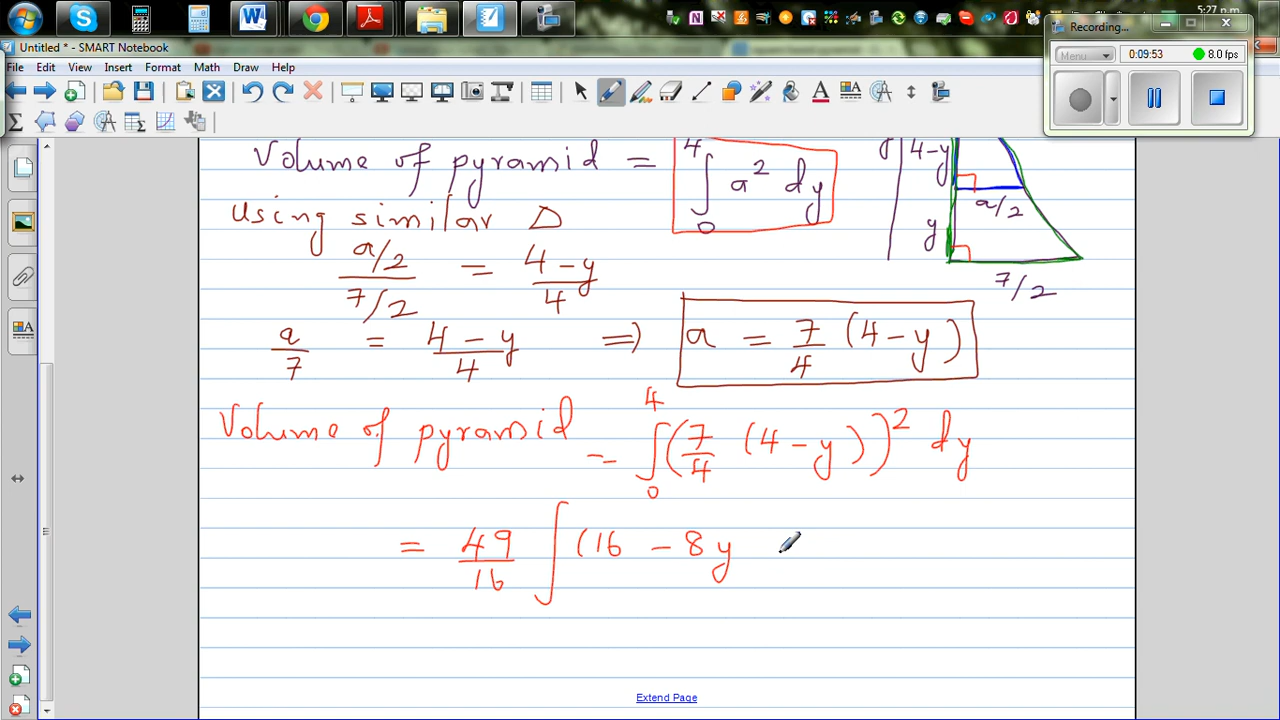 5:27 p.m.
Recording...
Untitled * - SMART Notebook
Menu
0:09:53
8.0 fps
File Edit View Insert Format Math Draw Help
Volume of pyramid = ∫₀⁴ a² dy
4-y
using similar Δ
a/2
y
(a/2)/(7/2) = (4-y)/4
7/2
a/7 = (4-y)/4 ⇒ a = 7/4 (4-y)
Volume of pyramid = ∫₀⁴ (7/4 (4-y))² dy
= 49/16 ∫(16 - 8y
Extend Page